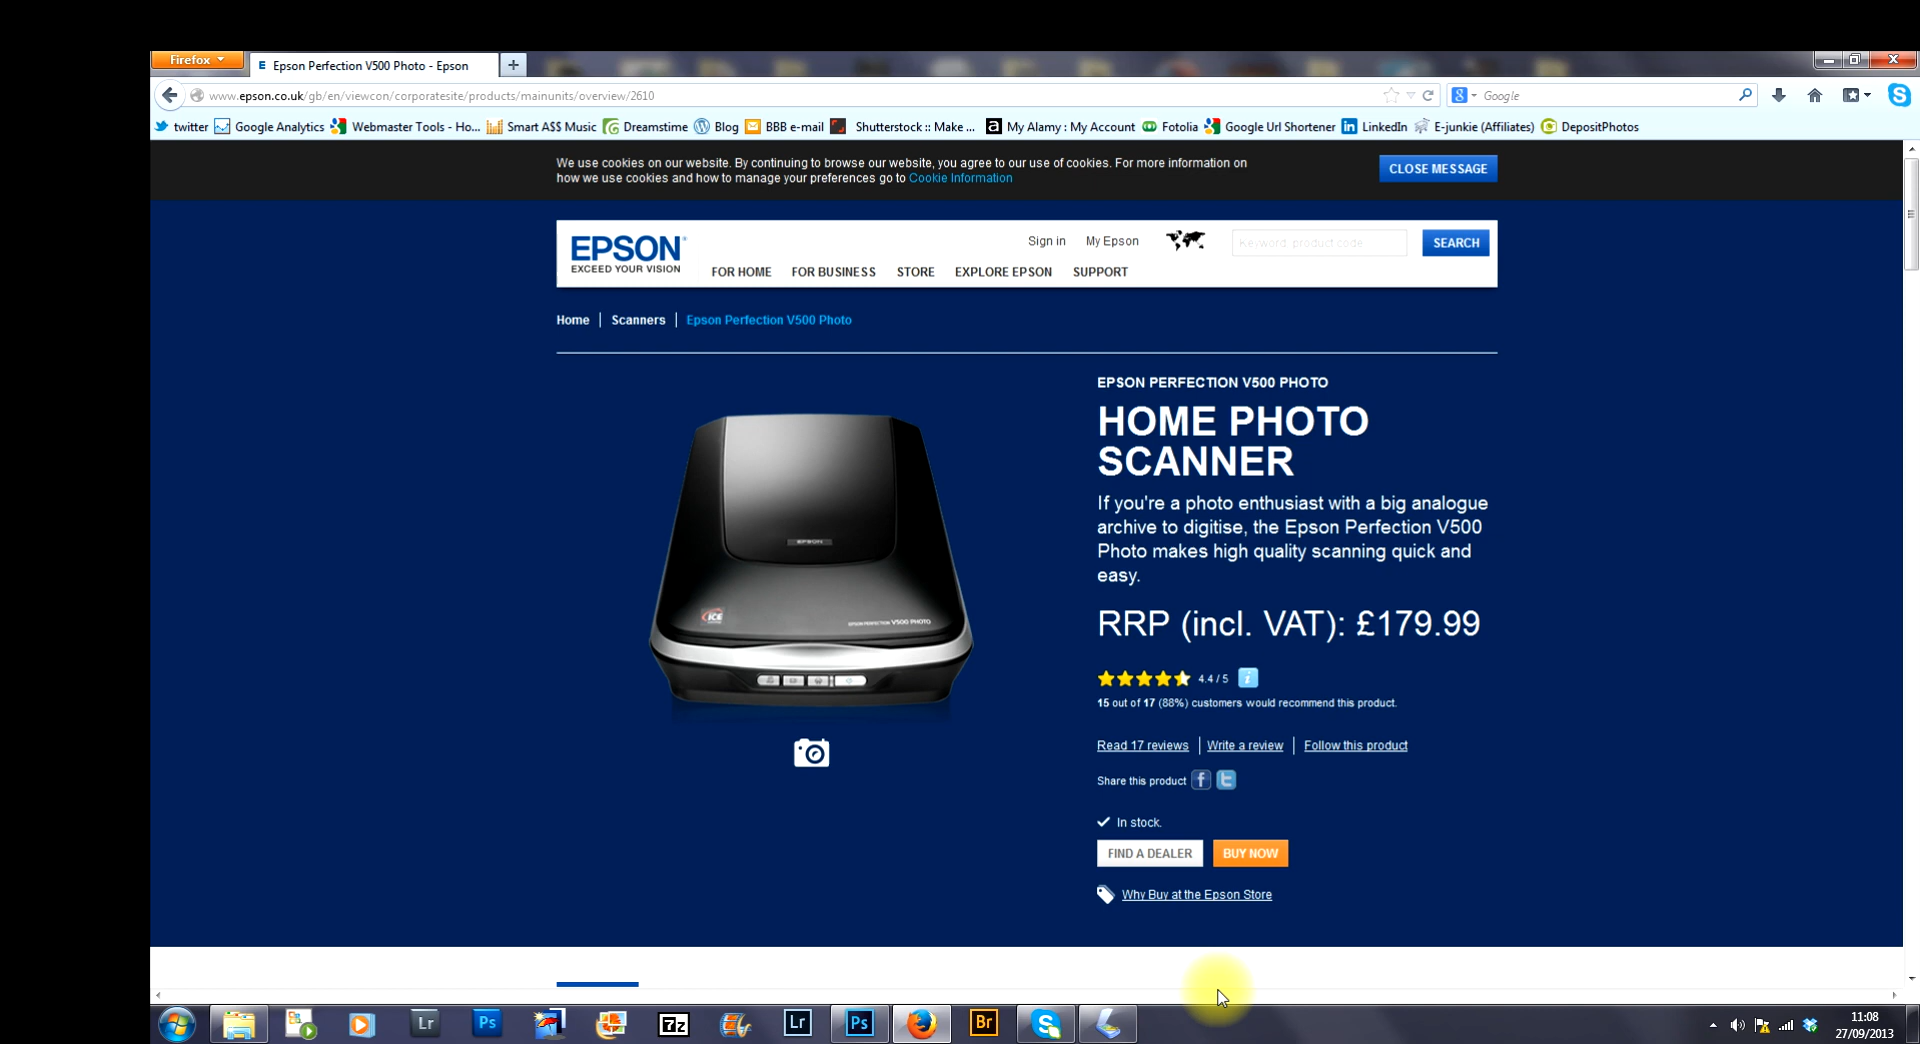 Firefox
E Epson Perfection V500 Photo - Epson
www.epson.co.uk/gb/en/viewcon/corporatesite/products/mainunits/overview/2610
Google
twitter Google Analytics Webmaster Tools - Ho... Smart A$$ Music Dreamstime Blog BBB e-mail Shutterstock :: Make ... a My Alamy : My Account Fotolia Google Url Shortener in LinkedIn E-junkie (Affiliates) DepositPhotos
We use cookies on our website. By continuing to browse our website, you agree to our use of cookies. For more information on
how we use cookies and how to manage your preferences go to Cookie Information
CLOSE MESSAGE
EPSON
EXCEED YOUR VISION
Sign in My Epson
Keyword, product code
SEARCH
FOR HOME FOR BUSINESS STORE EXPLORE EPSON SUPPORT
Home | Scanners | Epson Perfection V500 Photo
EPSON PERFECTION V500 PHOTO
HOME PHOTO
SCANNER
If you're a photo enthusiast with a big analogue
archive to digitise, the Epson Perfection V500
Photo makes high quality scanning quick and
easy.
RRP (incl. VAT): £179.99
4.4 / 5
15 out of 17 (88%) customers would recommend this product.
Read 17 reviews | Write a review | Follow this product
Share this product
In stock.
FIND A DEALER BUY NOW
Why Buy at the Epson Store
EPSON
ICE
EPSON PERFECTION V500 PHOTO
Lr Ps 7z Lr Ps Br
11:08
27/09/2013